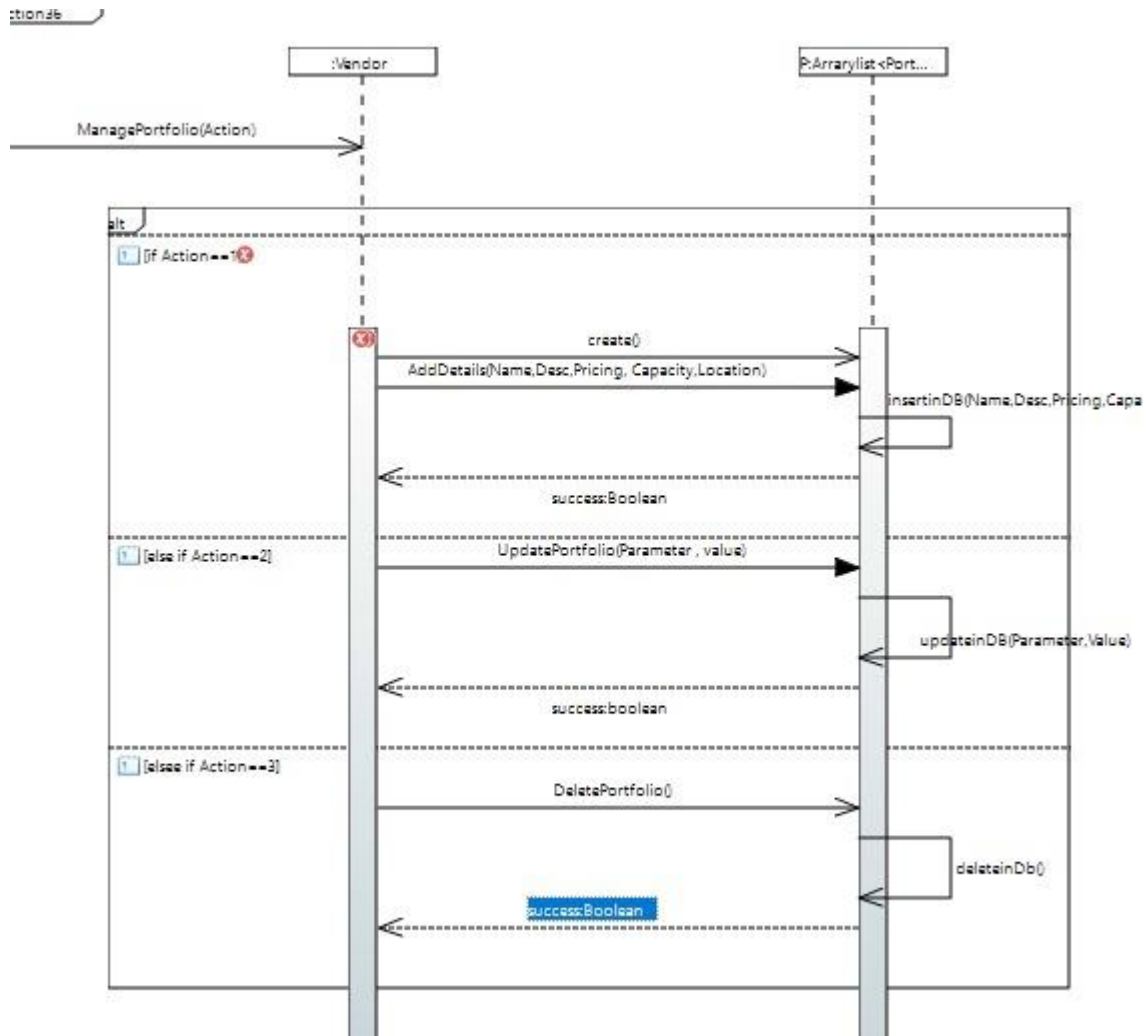 ction36
:Vendor
P:Arrarylist<Port...
ManagePortfolio(Action)
alt
[if Action==1
create()
AddDetails(Name,Desc,Pricing, Capacity,Location)
insertinDB(Name,Desc,Pricing,Capa
success:Boolean
[else if Action==2]
UpdatePortfolio(Parameter , value)
updateinDB(Parameter,Value)
success:boolean
[elsee if Action==3]
DeletePortfolio()
deleteinDb()
success:Boolean